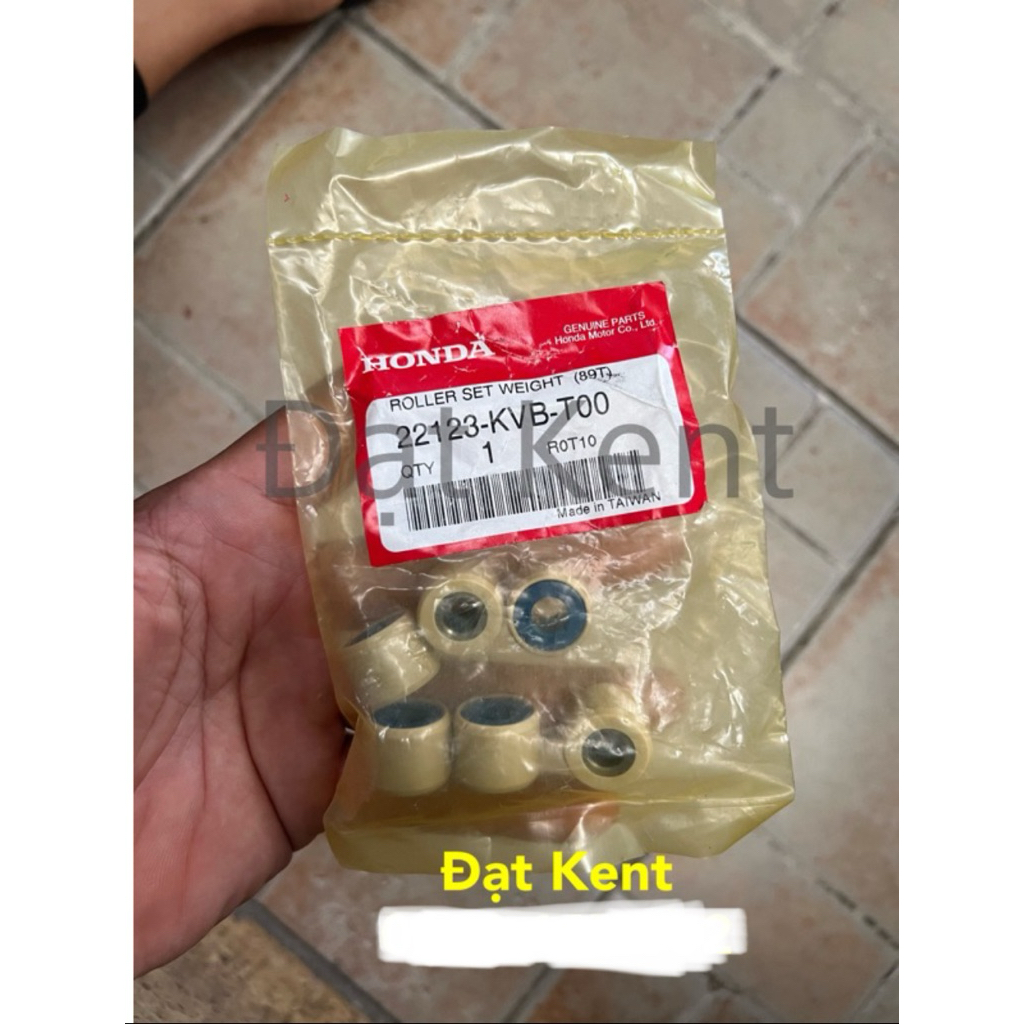 GENUINE PARTS
Honda Motor Co., Ltd.
HONDA
ROLLER SET WEIGHT (89T)
22123-KVB-T00
QTY 1 R0T10
Made in TAIWAN
Đạt Kent
Đạt Kent